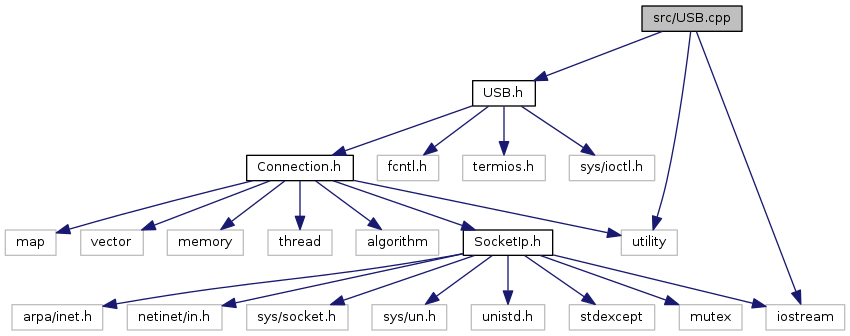 src/USB.cpp
USB.h
Connection.h
fcntl.h
termios.h
sys/ioctl.h
map
vector
memory
thread
algorithm
SocketIp.h
utility
arpa/inet.h
netinet/in.h
sys/socket.h
sys/un.h
unistd.h
stdexcept
mutex
iostream